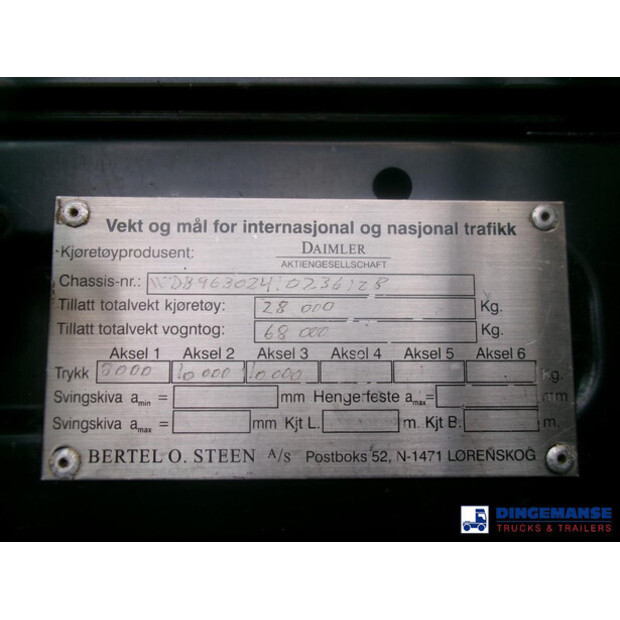 Vekt og mål for internasjonal og nasjonal trafikk
Kjøretøyprodusent: DAIMLER
AKTIENGESELLSCHAFT
Chassis-nr.:
Tillatt totalvekt kjøretøy: 28 000 Kg.
Tillatt totalvekt vogntog: 68 000 Kg.
Aksel 1 Aksel 2 Aksel 3 Aksel 4 Aksel 5 Aksel 6
Trykk 8000 10 000 10 000 Kg.
Svingskiva a min = mm Hengerfeste a max = mm
Svingskiva a max = mm Kjt L. m. Kjt B. m.
BERTEL O. STEEN A/S Postboks 52, N-1471 LØRENSKOG
DINGEMANSE
TRUCKS & TRAILERS